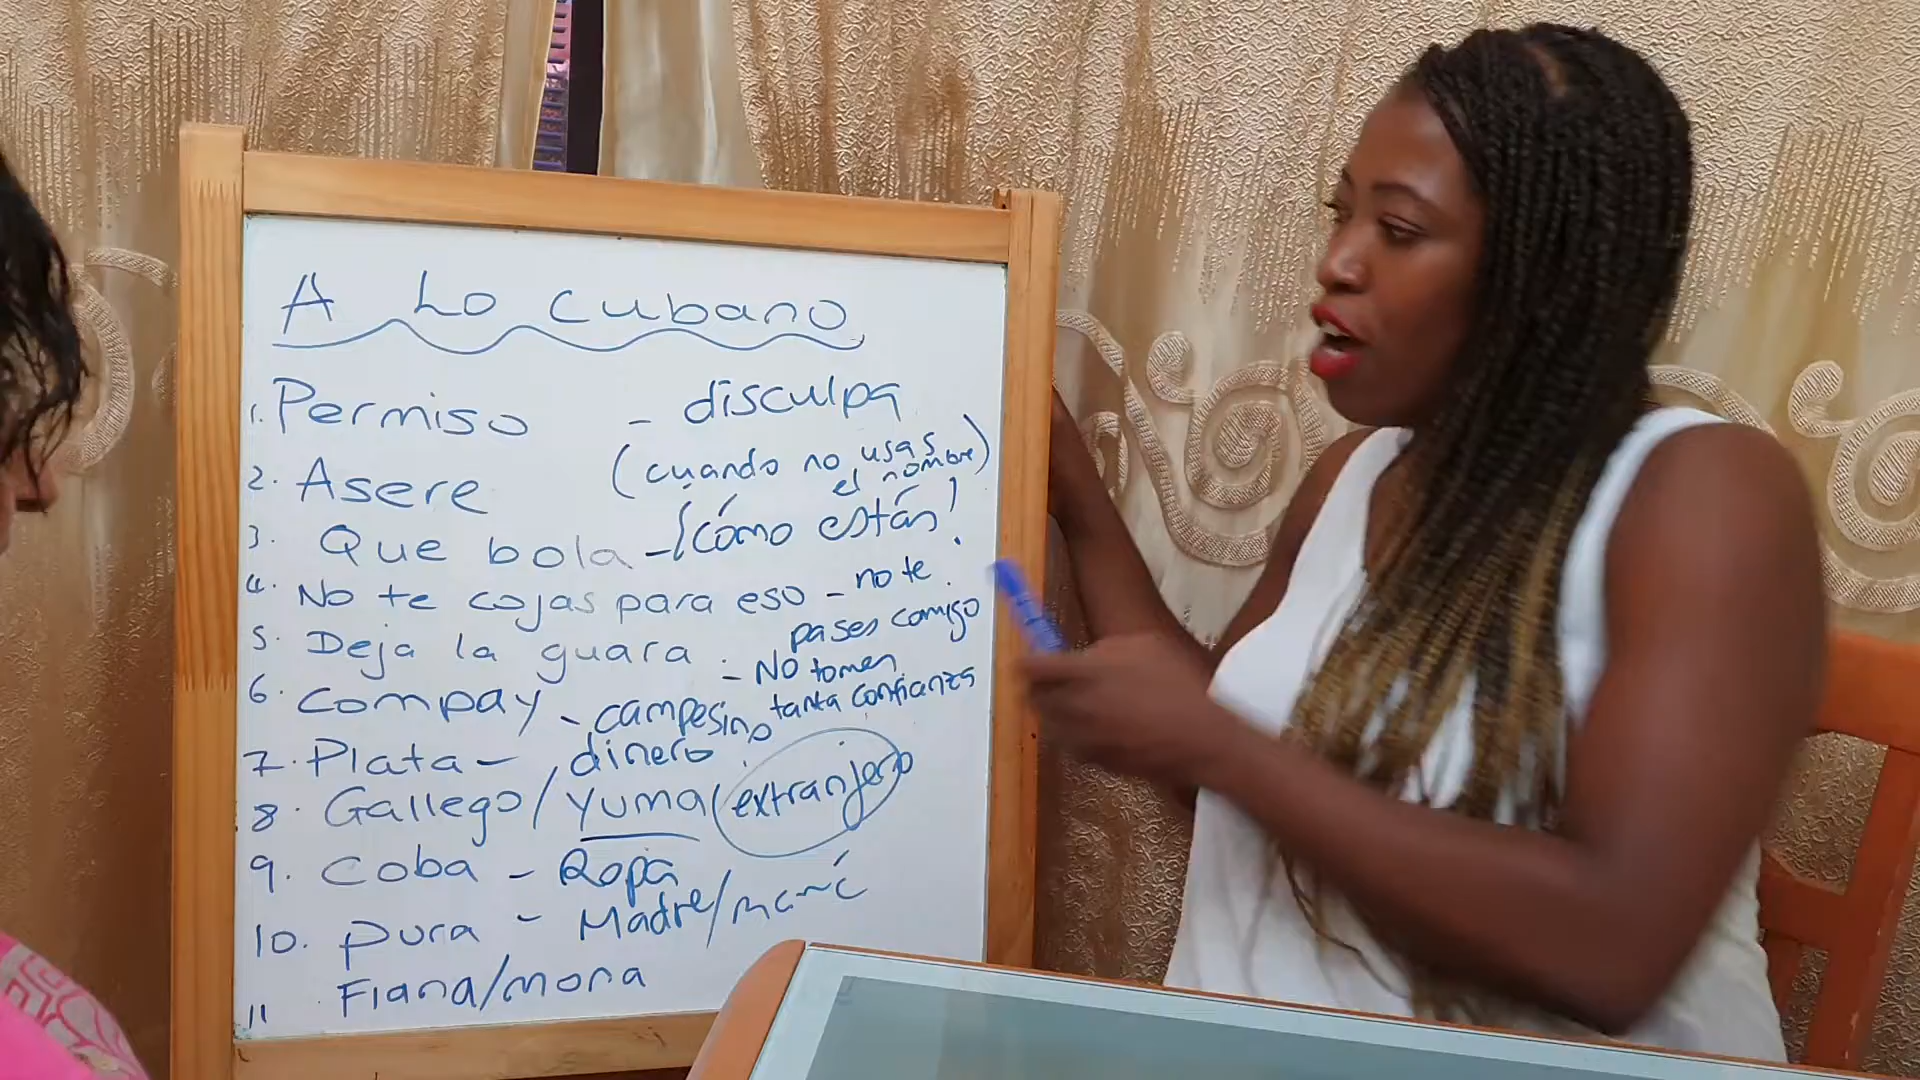 A Lo cubano
1. Permiso - disculpa
2. Asere (cuando no usas el nombre)
3. Que bola - ¿cómo estás?
4. No te cojas para eso - no te pases comigo
5. Deja la guara - No tomen tanta confianza
6. compay - campesino
7. Plata - dinero
8. Gallego/Yuma (extranjero
9. coba - Ropa
10. pura - Madre/mamá
11 Fiana/mona